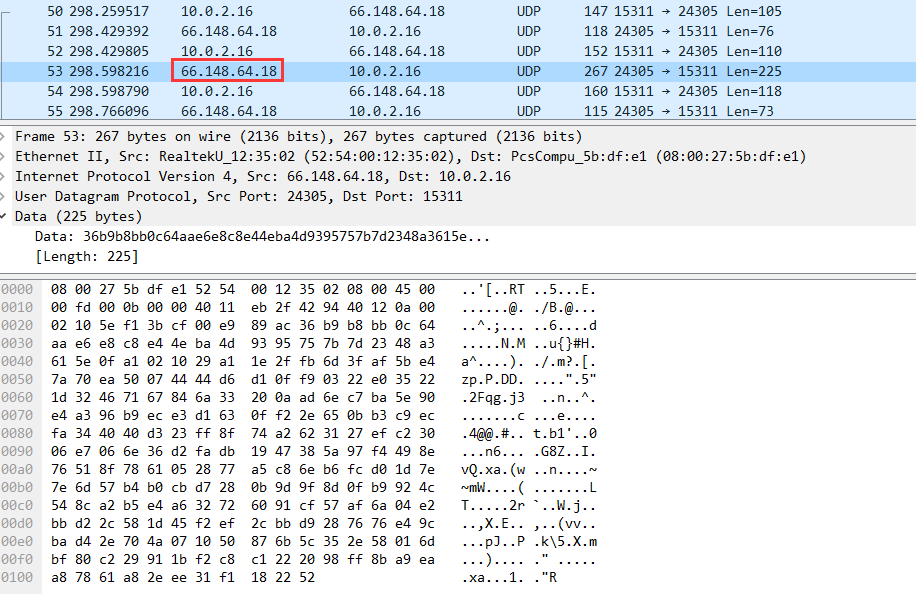 50 298.259517 10.0.2.16 66.148.64.18 UDP 147 15311 → 24305 Len=105
51 298.429392 66.148.64.18 10.0.2.16 UDP 118 24305 → 15311 Len=76
52 298.429805 10.0.2.16 66.148.64.18 UDP 152 15311 → 24305 Len=110
53 298.598216 66.148.64.18 10.0.2.16 UDP 267 24305 → 15311 Len=225
54 298.598790 10.0.2.16 66.148.64.18 UDP 160 15311 → 24305 Len=118
55 298.766096 66.148.64.18 10.0.2.16 UDP 115 24305 → 15311 Len=73
Frame 53: 267 bytes on wire (2136 bits), 267 bytes captured (2136 bits)
Ethernet II, Src: RealtekU_12:35:02 (52:54:00:12:35:02), Dst: PcsCompu_5b:df:e1 (08:00:27:5b:df:e1)
Internet Protocol Version 4, Src: 66.148.64.18, Dst: 10.0.2.16
User Datagram Protocol, Src Port: 24305, Dst Port: 15311
Data (225 bytes)
Data: 36b9b8bb0c64aae6e8c8e44eba4d9395757b7d2348a3615e...
[Length: 225]
0000 08 00 27 5b df e1 52 54 00 12 35 02 08 00 45 00 ..'[..RT ..5...E.
0010 00 fd 00 0b 00 00 40 11 eb 2f 42 94 40 12 0a 00 ......@. ./B.@...
0020 02 10 5e f1 3b cf 00 e9 89 ac 36 b9 b8 bb 0c 64 ..^.;... ..6....d
0030 aa e6 e8 c8 e4 4e ba 4d 93 95 75 7b 7d 23 48 a3 .....N.M ..u{}#H.
0040 61 5e 0f a1 02 10 29 a1 1e 2f fb 6d 3f af 5b e4 a^....). ./.m?.[.
0050 7a 70 ea 50 07 44 44 d6 d1 0f f9 03 22 e0 35 22 zp.P.DD. ....".5"
0060 1d 32 46 71 67 84 6a 33 20 0a ad 6e c7 ba 5e 90 .2Fqg.j3 ..n..^.
0070 e4 a3 96 b9 ec e3 d1 63 0f f2 2e 65 0b b3 c9 ec .......c ...e....
0080 fa 34 40 40 d3 23 ff 8f 74 a2 62 31 27 ef c2 30 .4@@.#.. t.b1'..0
0090 06 e7 06 6e 36 d2 fa db 19 47 38 5a 97 f4 49 8e ...n6... .G8Z..I.
00a0 76 51 8f 78 61 05 28 77 a5 c8 6e b6 fc d0 1d 7e vQ.xa.(w ..n....~
00b0 7e 6d 57 b4 b0 cb d7 28 0b 9d 9f 8d 0f b9 92 4c ~mW....( .......L
00c0 54 8c a2 b5 e4 a6 32 72 60 91 cf 57 af 6a 04 e2 T.....2r `..W.j..
00d0 bb d2 2c 58 1d 45 f2 ef 2c bb d9 28 76 76 e4 9c ..,X.E.. ,..(vv..
00e0 ba d4 2e 70 4a 07 10 50 87 6b 5c 35 2e 58 01 6d ...pJ..P .k\5.X.m
00f0 bf 80 c2 29 91 1b f2 c8 c1 22 20 98 ff 8b a9 ea ...).... ." .....
0100 a8 78 61 a8 2e ee 31 f1 18 22 52 .xa...1. ."R